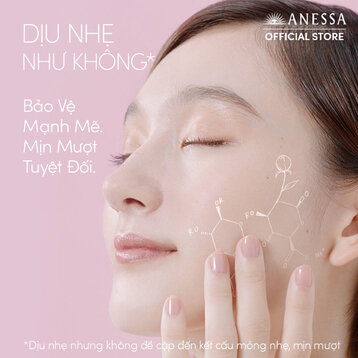 ANESSA
OFFICIAL STORE
DỊU NHẸ
NHƯ KHÔNG*
Bảo Vệ
Mạnh Mẽ.
Mịn Mượt
Tuyệt Đối.
*Dịu nhẹ nhưng không đề cập đến kết cấu mỏng nhẹ, mịn mượt